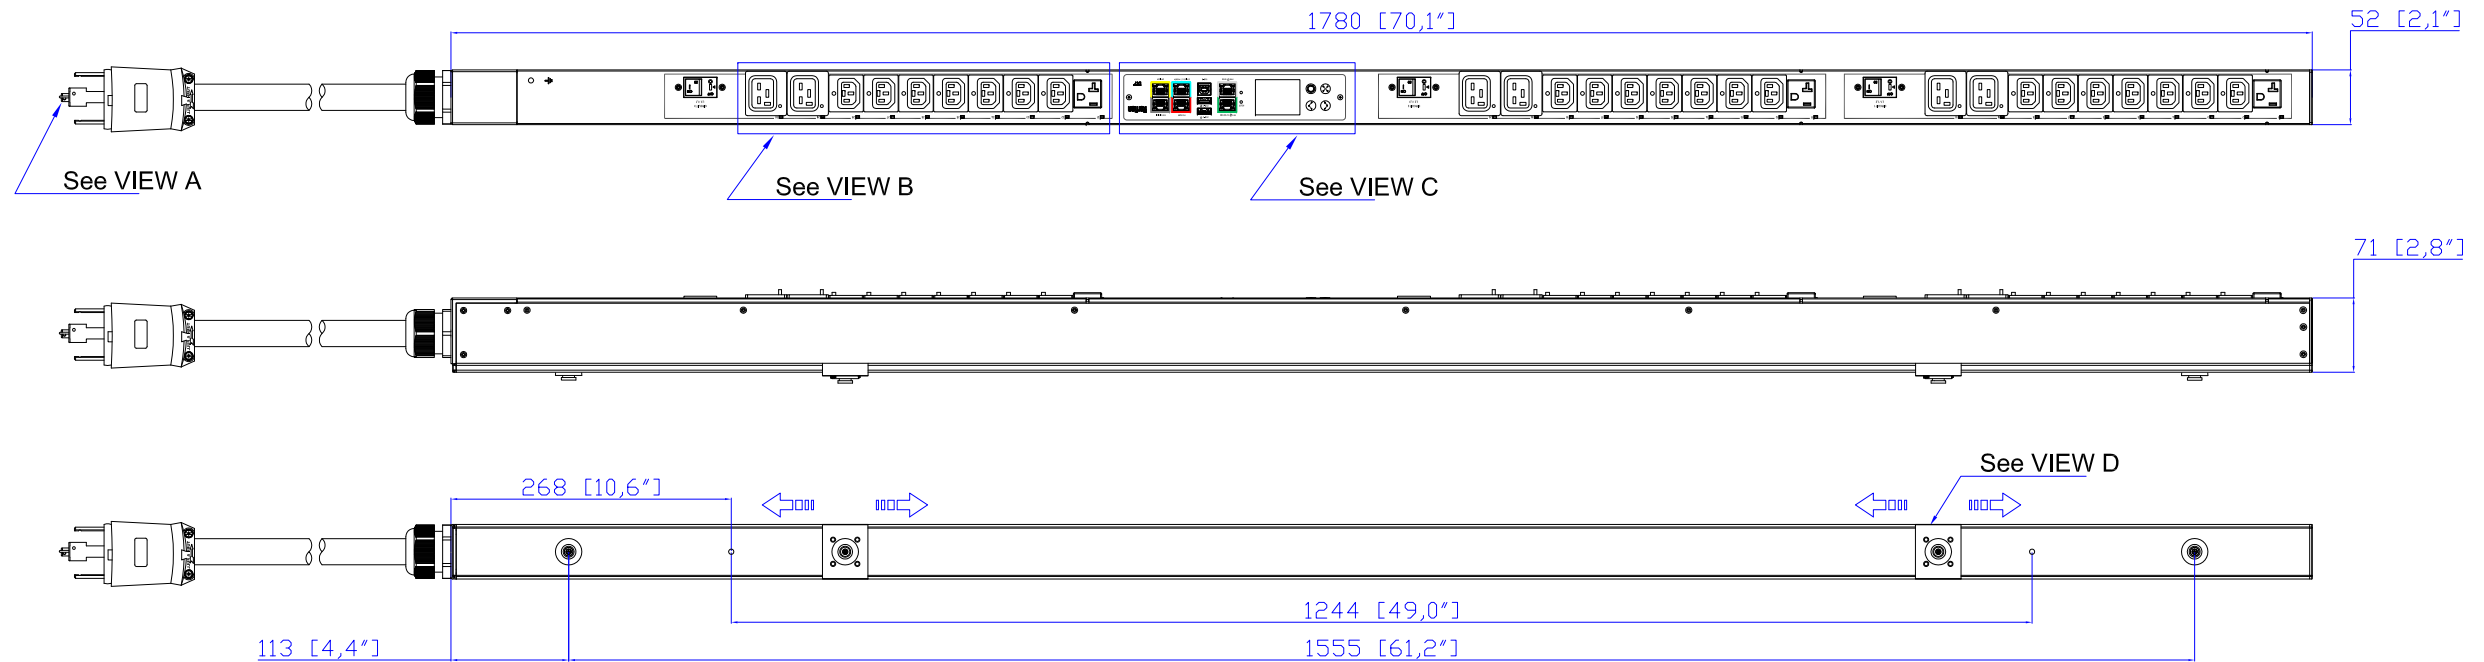 1780 [70,1"]
52 [2,1"]
See VIEW A
See VIEW B
See VIEW C
71 [2,8"]
See VIEW D
268 [10,6"]
1244 [49,0"]
113 [4,4"]
1555 [61,2"]